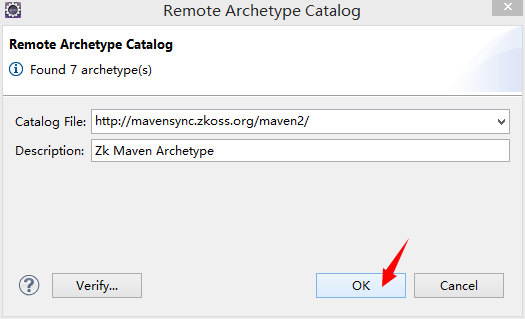 Remote Archetype Catalog
Remote Archetype Catalog
Found 7 archetype(s)
Catalog File: http://mavensync.zkoss.org/maven2/
Description: Zk Maven Archetype
? Verify... OK Cancel